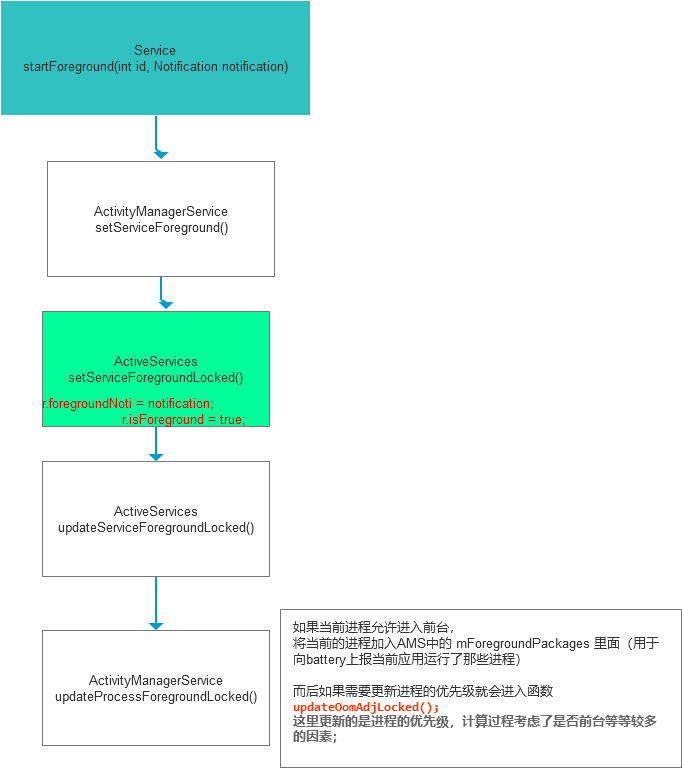 Service
startForeground(int id, Notification notification)
ActivityManagerService
setServiceForeground()
ActiveServices
setServiceForegroundLocked()
r.foregroundNoti = notification;
r.isForeground = true;
ActiveServices
updateServiceForegroundLocked()
ActivityManagerService
updateProcessForegroundLocked()
如果当前进程允许进入前台，
将当前的进程加入AMS中的 mForegroundPackages 里面（用于
向battery上报当前应用运行了那些进程）
而后如果需要更新进程的优先级就会进入函数
updateOomAdjLocked();
这里更新的是进程的优先级，计算过程考虑了是否前台等等较多
的因素；